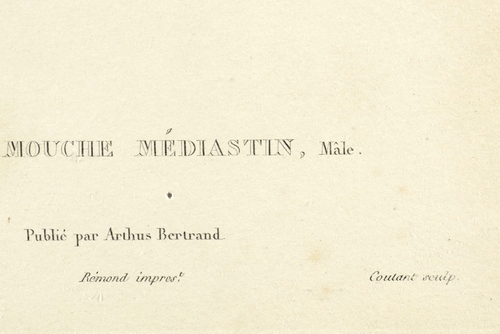 MOUCHE MÉDIASTIN, Mâle.
Publié par Arthus Bertrand
Rémond impres.t
Coutant sculp.